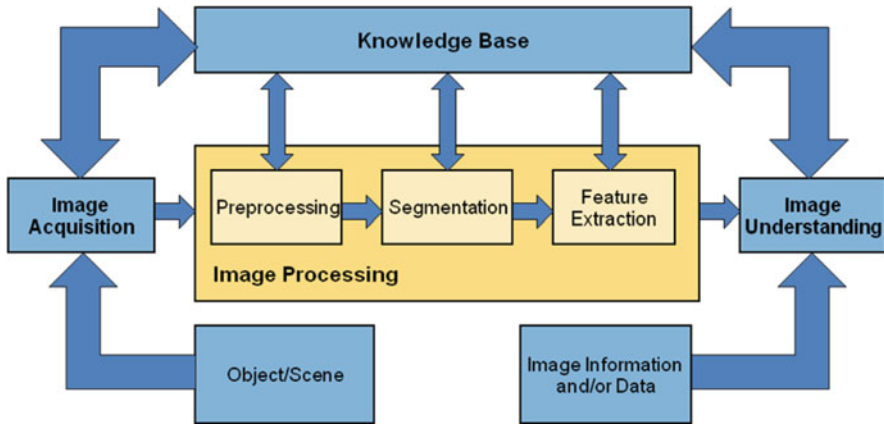 Knowledge Base
Image
Acquisition
Preprocessing
Segmentation
Feature
Extraction
Image
Understanding
Image Processing
Object/Scene
Image Information
and/or Data